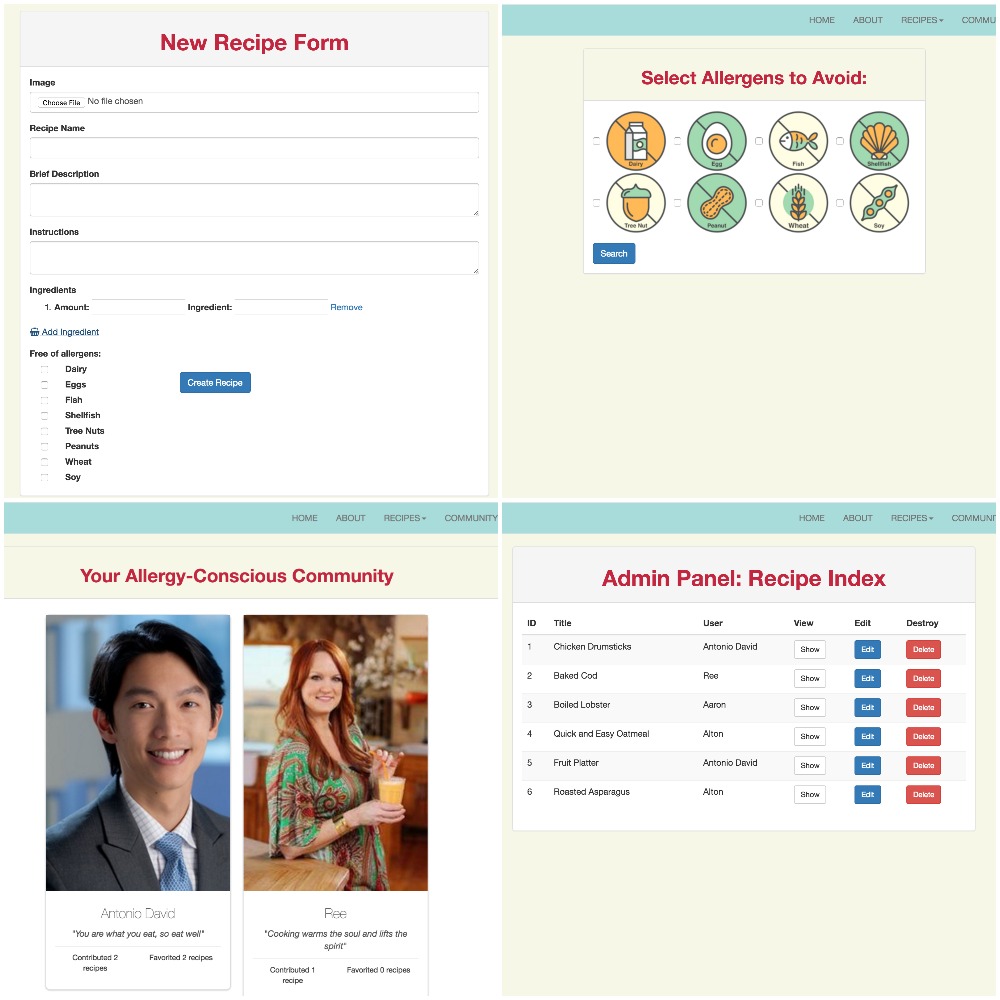 New Recipe Form
Image
Choose File No file chosen
Recipe Name
Brief Description
Instructions
Ingredients
1. Amount: Ingredient: Remove
Add Ingredient
Free of allergens:
Dairy
Eggs
Create Recipe
Fish
Shellfish
Tree Nuts
Peanuts
Wheat
Soy
HOME ABOUT RECIPES COMMU
Select Allergens to Avoid:
Dairy Egg Fish Shellfish
Tree Nut Peanut Wheat Soy
Search
HOME ABOUT RECIPES COMMUNITY
Your Allergy-Conscious Community
Antonio David
"You are what you eat, so eat well"
Contributed 2
recipes
Favorited 2 recipes
Ree
"Cooking warms the soul and lifts the
spirit"
Contributed 1
recipe
Favorited 0 recipes
HOME ABOUT RECIPES COMMUNI
Admin Panel: Recipe Index
ID Title User View Edit Destroy
1 Chicken Drumsticks Antonio David Show Edit Delete
2 Baked Cod Ree Show Edit Delete
3 Boiled Lobster Aaron Show Edit Delete
4 Quick and Easy Oatmeal Alton Show Edit Delete
5 Fruit Platter Antonio David Show Edit Delete
6 Roasted Asparagus Alton Show Edit Delete